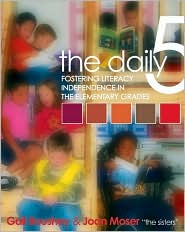 the daily 5
FOSTERING LITERACY
INDEPENDENCE IN
THE ELEMENTARY GRADES
Gail Boushey & Joan Moser "the sisters"